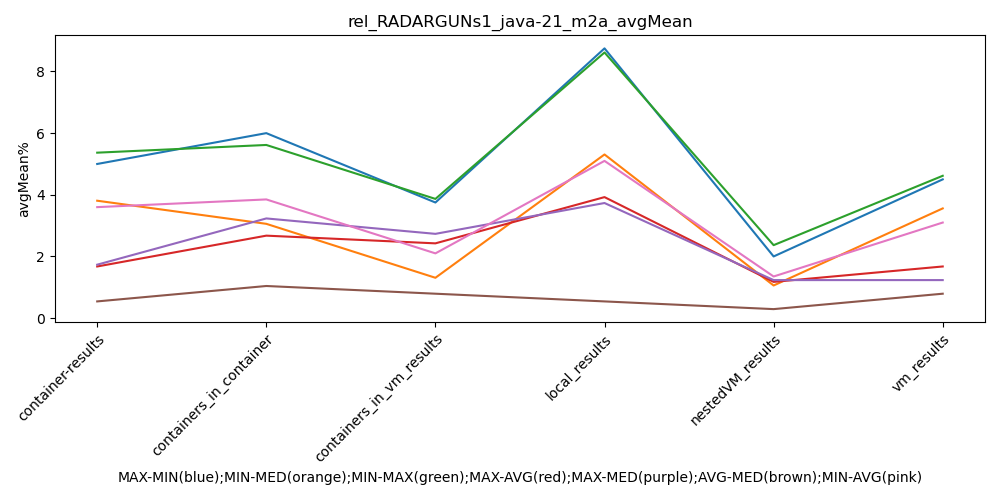 rel_RADARGUNs1_java-21_m2a_avgMean
avgMean%
8
6
4
2
0
container-results
containers_in_container
containers_in_vm_results
local_results
nestedVM_results
vm_results
MAX-MIN(blue);MIN-MED(orange);MIN-MAX(green);MAX-AVG(red);MAX-MED(purple);AVG-MED(brown);MIN-AVG(pink)